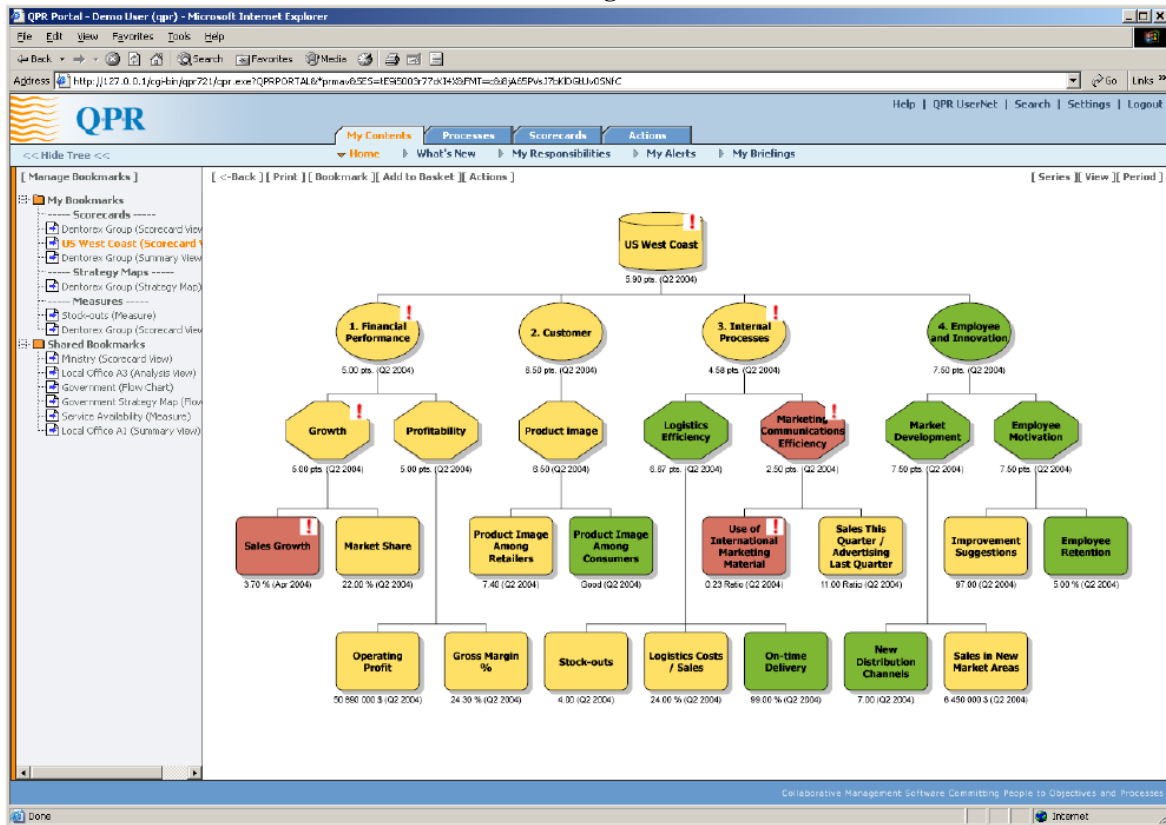 QPR Portal - Demo User (qpr) - Microsoft Internet Explorer
File Edit View Favorites Tools Help
Back Search Favorites Media
Address http://127.0.0.1/cgi-bin/qpr721/cpr.exe?QPRPORTAL&*prmav&
Go Links »
QPR
Help | QPR UserNet | Search | Settings | Logout
My Contents Processes Scorecards Actions
<< Hide Tree <<
Home What's New My Responsibilities My Alerts My Briefings
[ Manage Bookmarks ]
[ <-Back ][ Print ][ Bookmark ][ Add to Basket ][ Actions ]
[ Series ][ View ][ Period ]
My Bookmarks
----- Scorecards -----
Dentorex Group (Scorecard View
US West Coast (Scorecard V
Dentorex Group (Summary View
----- Strategy Maps -----
Dentorex Group (Strategy Map)
----- Measures -----
Stock-outs (Measure)
Dentorex Group (Scorecard View
Shared Bookmarks
Ministry (Scorecard View)
Local Office A3 (Analysis View)
Government (Flow Chart)
Government Strategy Map (Flow
Service Availability (Measure)
Local Office A1 (Summary View)
!
US West Coast
5.90 pts. (Q2 2004)
!
1. Financial
Performance
5.00 pts. (Q2 2004)
2. Customer
6.50 pts. (Q2 2004)
!
3. Internal
Processes
4.58 pts. (Q2 2004)
4. Employee
and Innovation
7.50 pts. (Q2 2004)
!
Growth
5.00 pts. (Q2 2004)
Profitability
5.00 pts. (Q2 2004)
Product image
6.50 (Q2 2004)
Logistics
Efficiency
6.67 pts. (Q2 2004)
!
Marketing
Communications
Efficiency
2.50 pts. (Q2 2004)
Market
Development
7.50 pts. (Q2 2004)
Employee
Motivation
7.50 pts. (Q2 2004)
!
Sales Growth
3.70 % (Apr 2004)
Market Share
22.00 % (Q2 2004)
Product Image
Among
Retailers
7.40 (Q2 2004)
Product Image
Among
Consumers
Good (Q2 2004)
!
Use of
International
Marketing
Material
0.23 Ratio (Q2 2004)
Sales This
Quarter /
Advertising
Last Quarter
11.00 Ratio (Q2 2004)
Improvement
Suggestions
97.00 (Q2 2004)
Employee
Retention
5.00 % (Q2 2004)
Operating
Profit
50 690 000 $ (Q2 2004)
Gross Margin
%
24.30 % (Q2 2004)
Stock-outs
4.00 (Q2 2004)
Logistics Costs
/ Sales
24.00 % (Q2 2004)
On-time
Delivery
99.00 % (Q2 2004)
New
Distribution
Channels
7.00 (Q2 2004)
Sales in New
Market Areas
6 450 000 $ (Q2 2004)
Collaborative Management Software Committing People to Objectives and Processes
Done
Internet